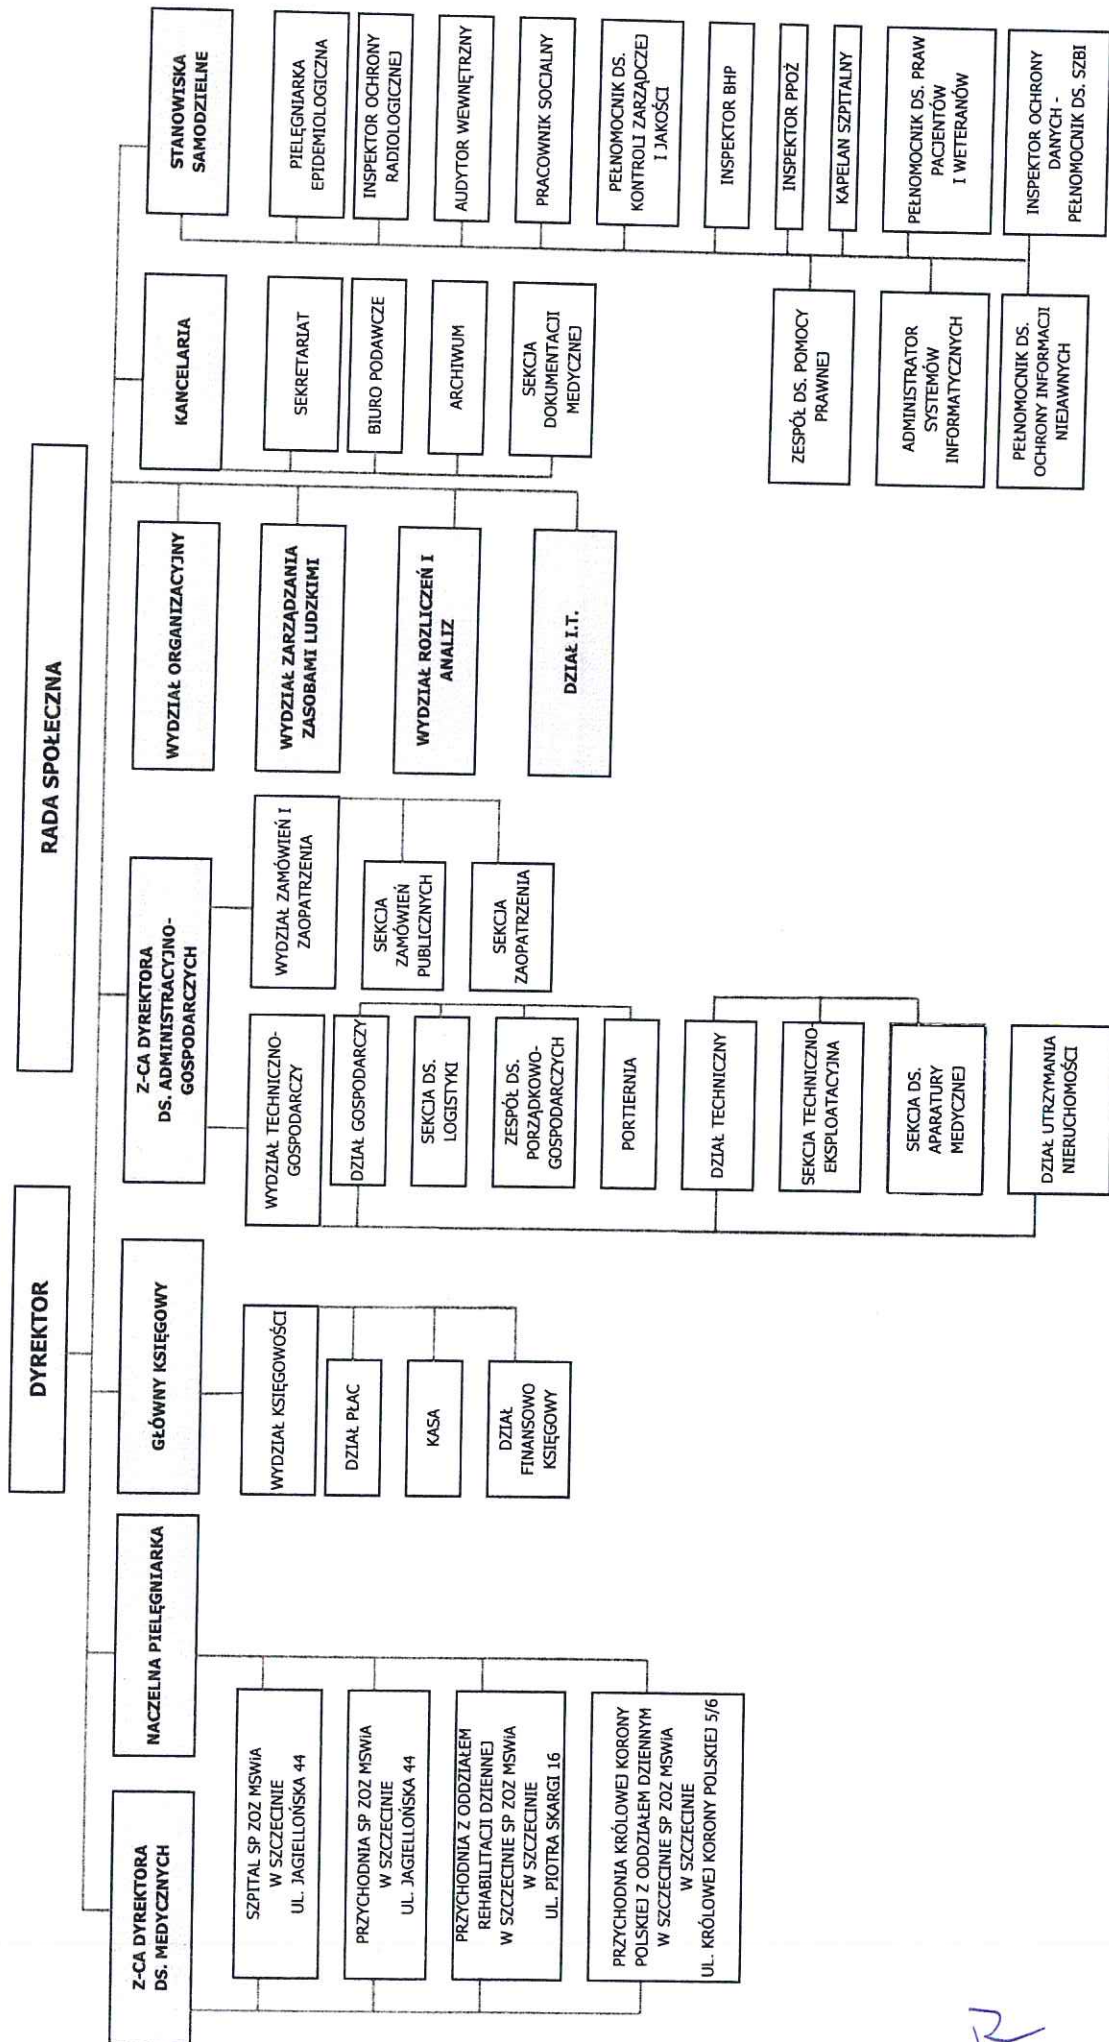 DYREKTOR
RADA SPOŁECZNA
Z-CA DYREKTORA
DS. MEDYCZNYCH
NACZELNA PIELĘGNIARKA
SZPITAL SP ZOZ MSWiA
W SZCZECINIE
UL. JAGIELLOŃSKA 44
PRZYCHODNIA SP ZOZ MSWiA
W SZCZECINIE
UL. JAGIELLOŃSKA 44
PRZYCHODNIA Z ODDZIAŁEM
REHABILITACJI DZIENNEJ
W SZCZECINIE SP ZOZ MSWiA
W SZCZECINIE
UL. PIOTRA SKARGI 16
PRZYCHODNIA KRÓLOWEJ KORONY
POLSKIEJ Z ODDZIAŁEM DZIENNYM
W SZCZECINIE SP ZOZ MSWiA
W SZCZECINIE
UL. KRÓLOWEJ KORONY POLSKIEJ 5/6
GŁÓWNY KSIĘGOWY
WYDZIAŁ KSIĘGOWOŚCI
DZIAŁ PŁAC
KASA
DZIAŁ
FINANSOWO
KSIĘGOWY
Z-CA DYREKTORA
DS. ADMINISTRACYJNO-
GOSPODARCZYCH
WYDZIAŁ TECHNICZNO-
GOSPODARCZY
DZIAŁ GOSPODARCZY
SEKCJA DS.
LOGISTYKI
ZESPÓŁ DS.
PORZĄDKOWO-
GOSPODARCZYCH
PORTIERNIA
DZIAŁ TECHNICZNY
SEKCJA TECHNICZNO-
EKSPLOATACYJNA
SEKCJA DS.
APARATURY
MEDYCZNEJ
DZIAŁ UTRZYMANIA
NIERUCHOMOŚCI
WYDZIAŁ ZAMÓWIEŃ I
ZAOPATRZENIA
SEKCJA
ZAMÓWIEŃ
PUBLICZNYCH
SEKCJA
ZAOPATRZENIA
WYDZIAŁ ORGANIZACYJNY
WYDZIAŁ ZARZĄDZANIA
ZASOBAMI LUDZKIMI
WYDZIAŁ ROZLICZEŃ I
ANALIZ
DZIAŁ I.T.
KANCELARIA
SEKRETARIAT
BIURO PODAWCZE
ARCHIWUM
SEKCJA
DOKUMENTACJI
MEDYCZNEJ
STANOWISKA
SAMODZIELNE
PIELĘGNIARKA
EPIDEMIOLOGICZNA
INSPEKTOR OCHRONY
RADIOLOGICZNEJ
AUDYTOR WEWNĘTRZNY
PRACOWNIK SOCJALNY
PEŁNOMOCNIK DS.
KONTROLI ZARZĄDCZEJ
I JAKOŚCI
INSPEKTOR BHP
INSPEKTOR PPOŻ
KAPELAN SZPITALNY
PEŁNOMOCNIK DS. PRAW
PACJENTÓW
I WETERANÓW
INSPEKTOR OCHRONY
DANYCH -
PEŁNOMOCNIK DS. SZBI
ZESPÓŁ DS. POMOCY
PRAWNEJ
ADMINISTRATOR
SYSTEMÓW
INFORMATYCZNYCH
PEŁNOMOCNIK DS.
OCHRONY INFORMACJI
NIEJAWNYCH